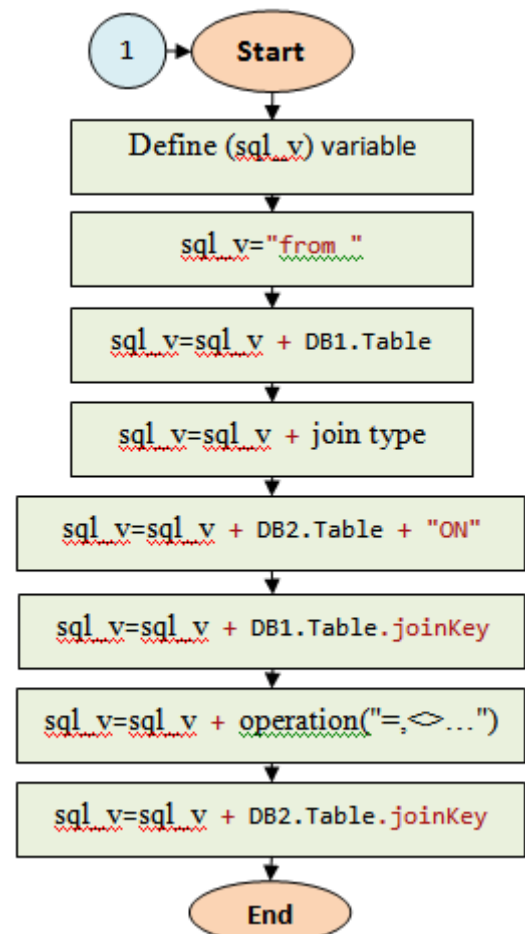 1
Start
Define (sql_v) variable
sql_v="from "
sql_v=sql_v + DB1.Table
sql_v=sql_v + join type
sql_v=sql_v + DB2.Table + "ON"
sql_v=sql_v + DB1.Table.joinKey
sql_v=sql_v + operation("=,<>...")
sql_v=sql_v + DB2.Table.joinKey
End